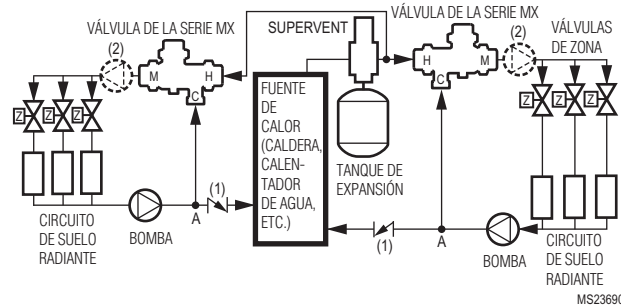 VÁLVULA DE LA SERIE MX
SUPERVENT
VÁLVULA DE LA SERIE MX
(2)
(2)
VÁLVULAS
DE ZONA
M
H
C
H
M
C
Z
Z
Z
Z
Z
Z
FUENTE
DE
CALOR
(CALDERA,
CALEN-
TADOR
DE AGUA,
ETC.)
TANQUE DE
EXPANSIÓN
(1)
A
BOMBA
CIRCUITO
DE SUELO
RADIANTE
(1)
A
BOMBA
CIRCUITO
DE SUELO
RADIANTE
MS23690